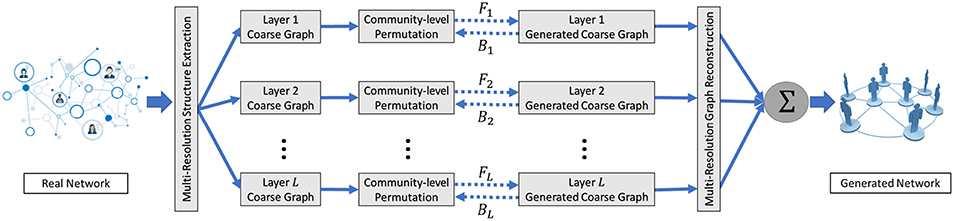 Real Network
Multi-Resolution Structure Extraction
Layer 1
Coarse Graph
Community-level
Permutation
F₁
B₁
Layer 1
Generated Coarse Graph
Layer 2
Coarse Graph
Community-level
Permutation
F₂
B₂
Layer 2
Generated Coarse Graph
Layer L
Coarse Graph
Community-level
Permutation
F_L
B_L
Layer L
Generated Coarse Graph
Multi-Resolution Graph Reconstruction
Σ
Generated Network